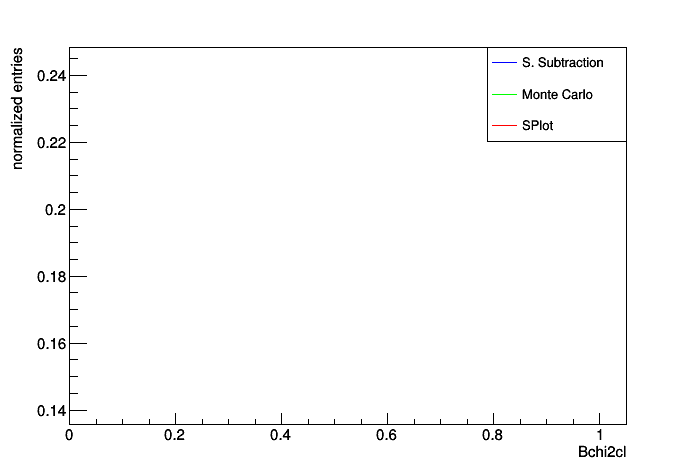 normalized entries
0.24
0.22
0.2
0.18
0.16
0.14
0 0.2 0.4 0.6 0.8 1
Bchi2cl
S. Subtraction
Monte Carlo
SPlot